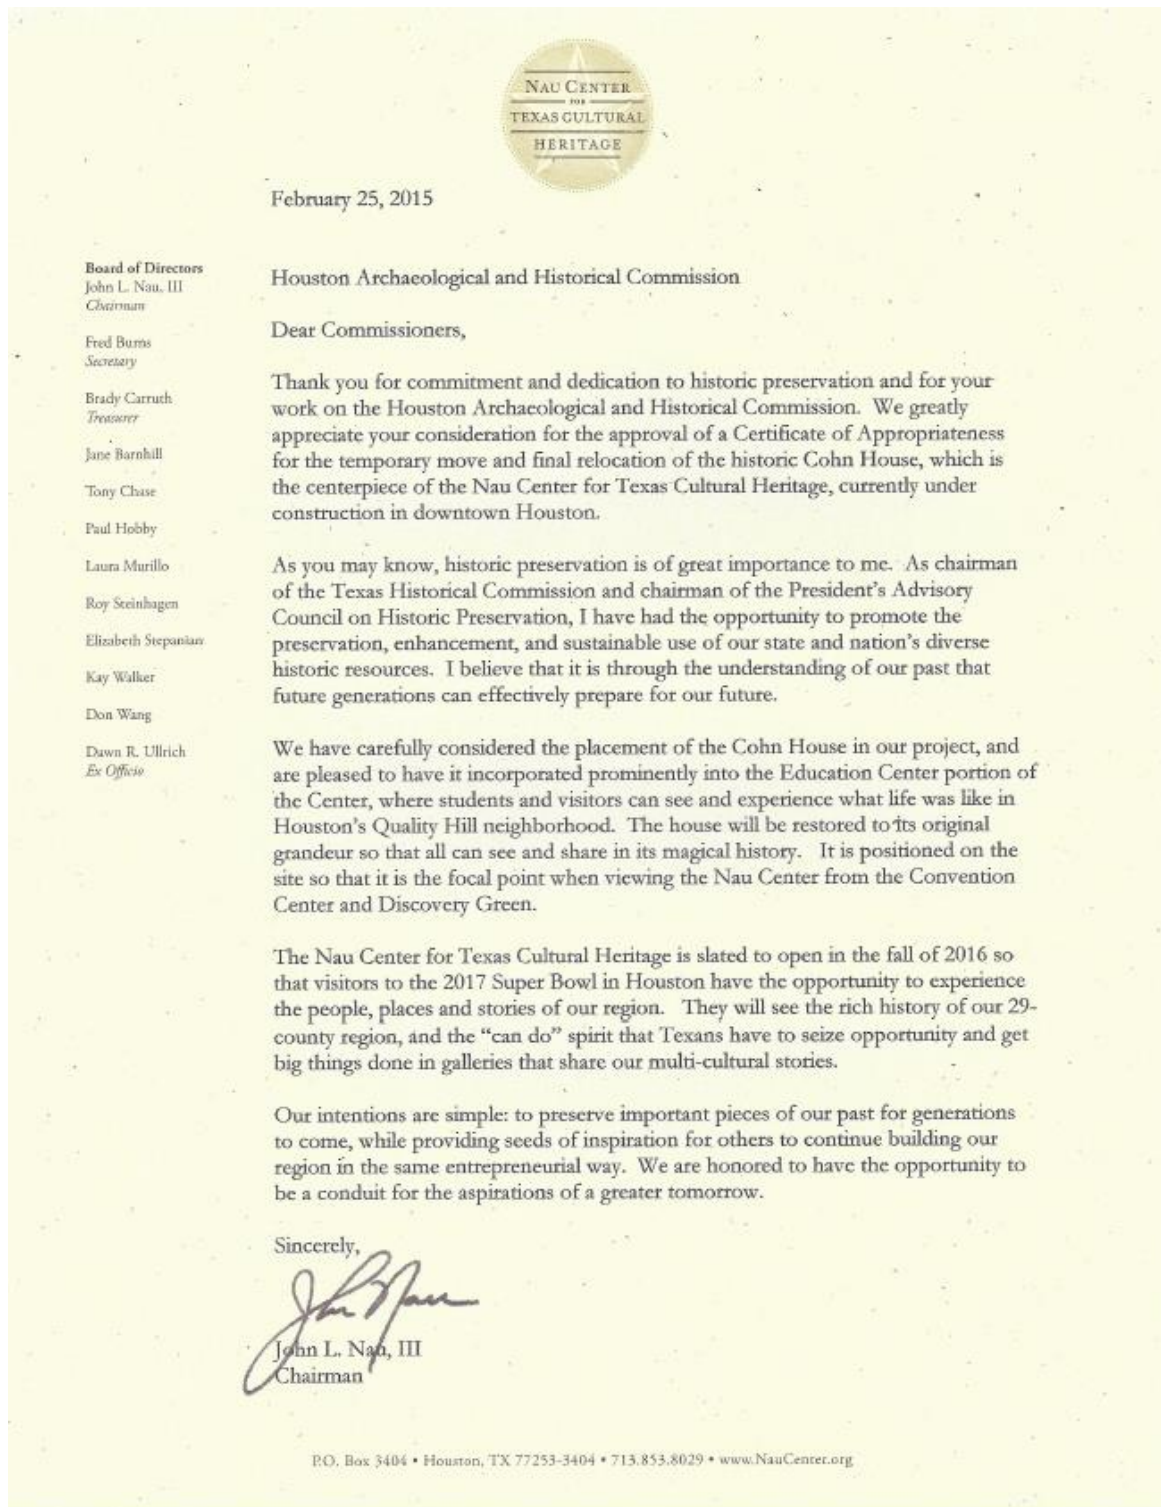 NAU CENTER
FOR
TEXAS CULTURAL
HERITAGE
February 25, 2015
Board of Directors
John L. Nau, III
Chairman
Fred Burns
Secretary
Brady Carruth
Treasurer
Jane Barnhill
Tony Chase
Paul Hobby
Laura Murillo
Roy Steinhagen
Elizabeth Stepanian
Kay Walker
Don Wang
Dawn R. Ullrich
Ex Officio
Houston Archaeological and Historical Commission
Dear Commissioners,
Thank you for commitment and dedication to historic preservation and for your
work on the Houston Archaeological and Historical Commission. We greatly
appreciate your consideration for the approval of a Certificate of Appropriateness
for the temporary move and final relocation of the historic Cohn House, which is
the centerpiece of the Nau Center for Texas Cultural Heritage, currently under
construction in downtown Houston.
As you may know, historic preservation is of great importance to me. As chairman
of the Texas Historical Commission and chairman of the President's Advisory
Council on Historic Preservation, I have had the opportunity to promote the
preservation, enhancement, and sustainable use of our state and nation's diverse
historic resources. I believe that it is through the understanding of our past that
future generations can effectively prepare for our future.
We have carefully considered the placement of the Cohn House in our project, and
are pleased to have it incorporated prominently into the Education Center portion of
the Center, where students and visitors can see and experience what life was like in
Houston's Quality Hill neighborhood. The house will be restored to its original
grandeur so that all can see and share in its magical history. It is positioned on the
site so that it is the focal point when viewing the Nau Center from the Convention
Center and Discovery Green.
The Nau Center for Texas Cultural Heritage is slated to open in the fall of 2016 so
that visitors to the 2017 Super Bowl in Houston have the opportunity to experience
the people, places and stories of our region. They will see the rich history of our 29-
county region, and the “can do” spirit that Texans have to seize opportunity and get
big things done in galleries that share our multi-cultural stories.
Our intentions are simple: to preserve important pieces of our past for generations
to come, while providing seeds of inspiration for others to continue building our
region in the same entrepreneurial way. We are honored to have the opportunity to
be a conduit for the aspirations of a greater tomorrow.
Sincerely,
John Nau
John L. Nau, III
Chairman
P.O. Box 3404 • Houston, TX 77253-3404 • 713.853.8029 • www.NauCenter.org